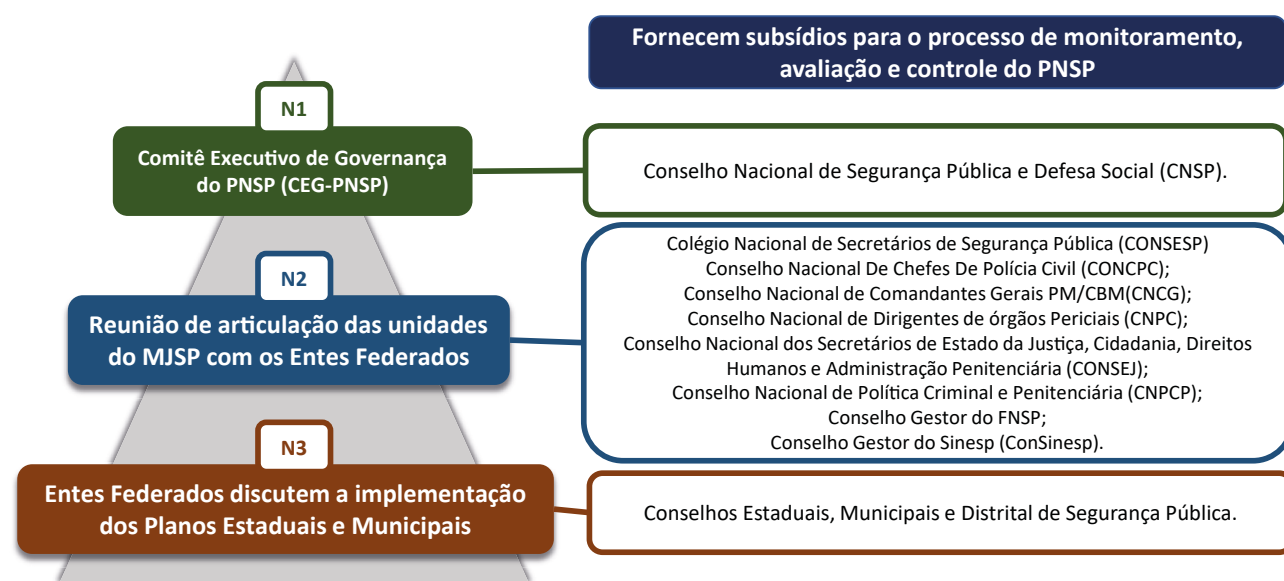 Fornecem subsídios para o processo de monitoramento,
avaliação e controle do PNSP
N1
Comitê Executivo de Governança
do PNSP (CEG-PNSP)
Conselho Nacional de Segurança Pública e Defesa Social (CNSP).
N2
Reunião de articulação das unidades
do MJSP com os Entes Federados
Colégio Nacional de Secretários de Segurança Pública (CONSESP)
Conselho Nacional De Chefes De Polícia Civil (CONCPC);
Conselho Nacional de Comandantes Gerais PM/CBM(CNCG);
Conselho Nacional de Dirigentes de órgãos Periciais (CNPC);
Conselho Nacional dos Secretários de Estado da Justiça, Cidadania, Direitos
Humanos e Administração Penitenciária (CONSEJ);
Conselho Nacional de Política Criminal e Penitenciária (CNPCP);
Conselho Gestor do FNSP;
Conselho Gestor do Sinesp (ConSinesp).
N3
Entes Federados discutem a implementação
dos Planos Estaduais e Municipais
Conselhos Estaduais, Municipais e Distrital de Segurança Pública.